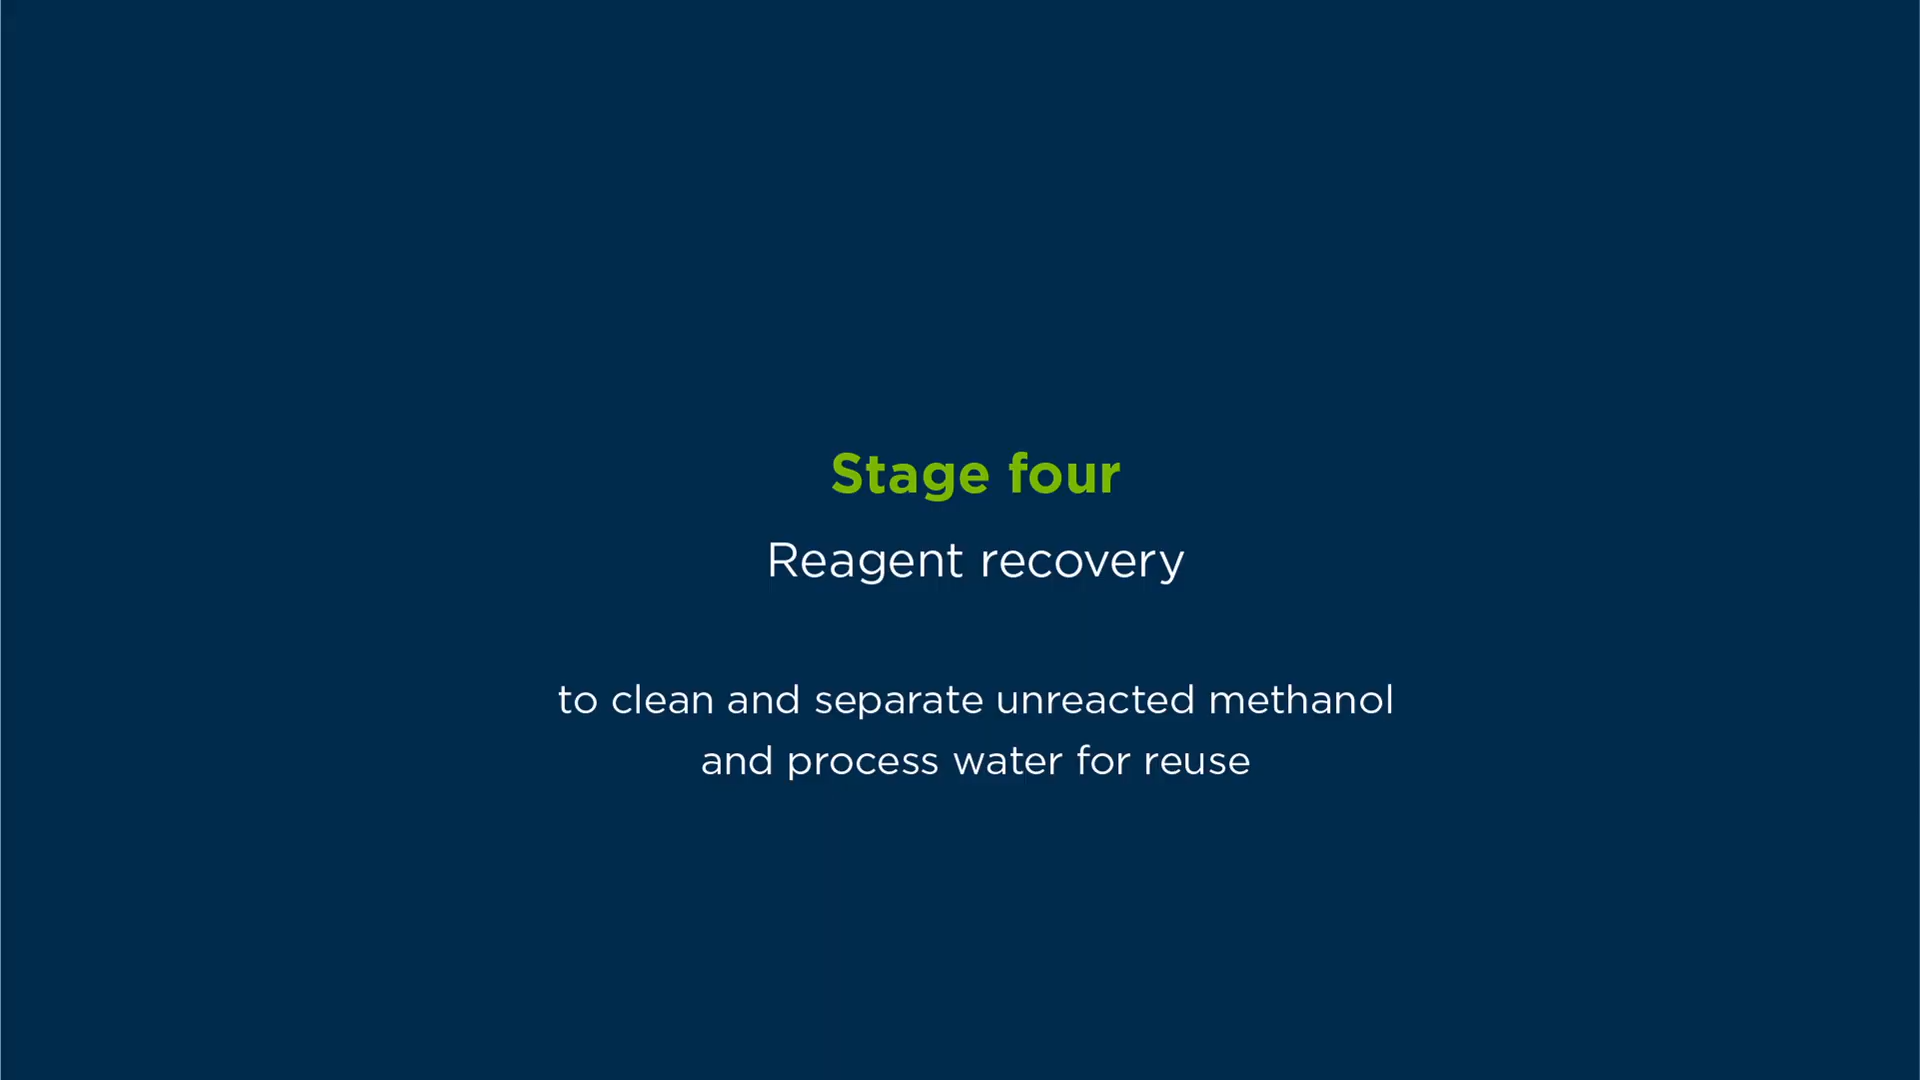 Stage four
Reagent recovery
to clean and separate unreacted methanol
and process water for reuse